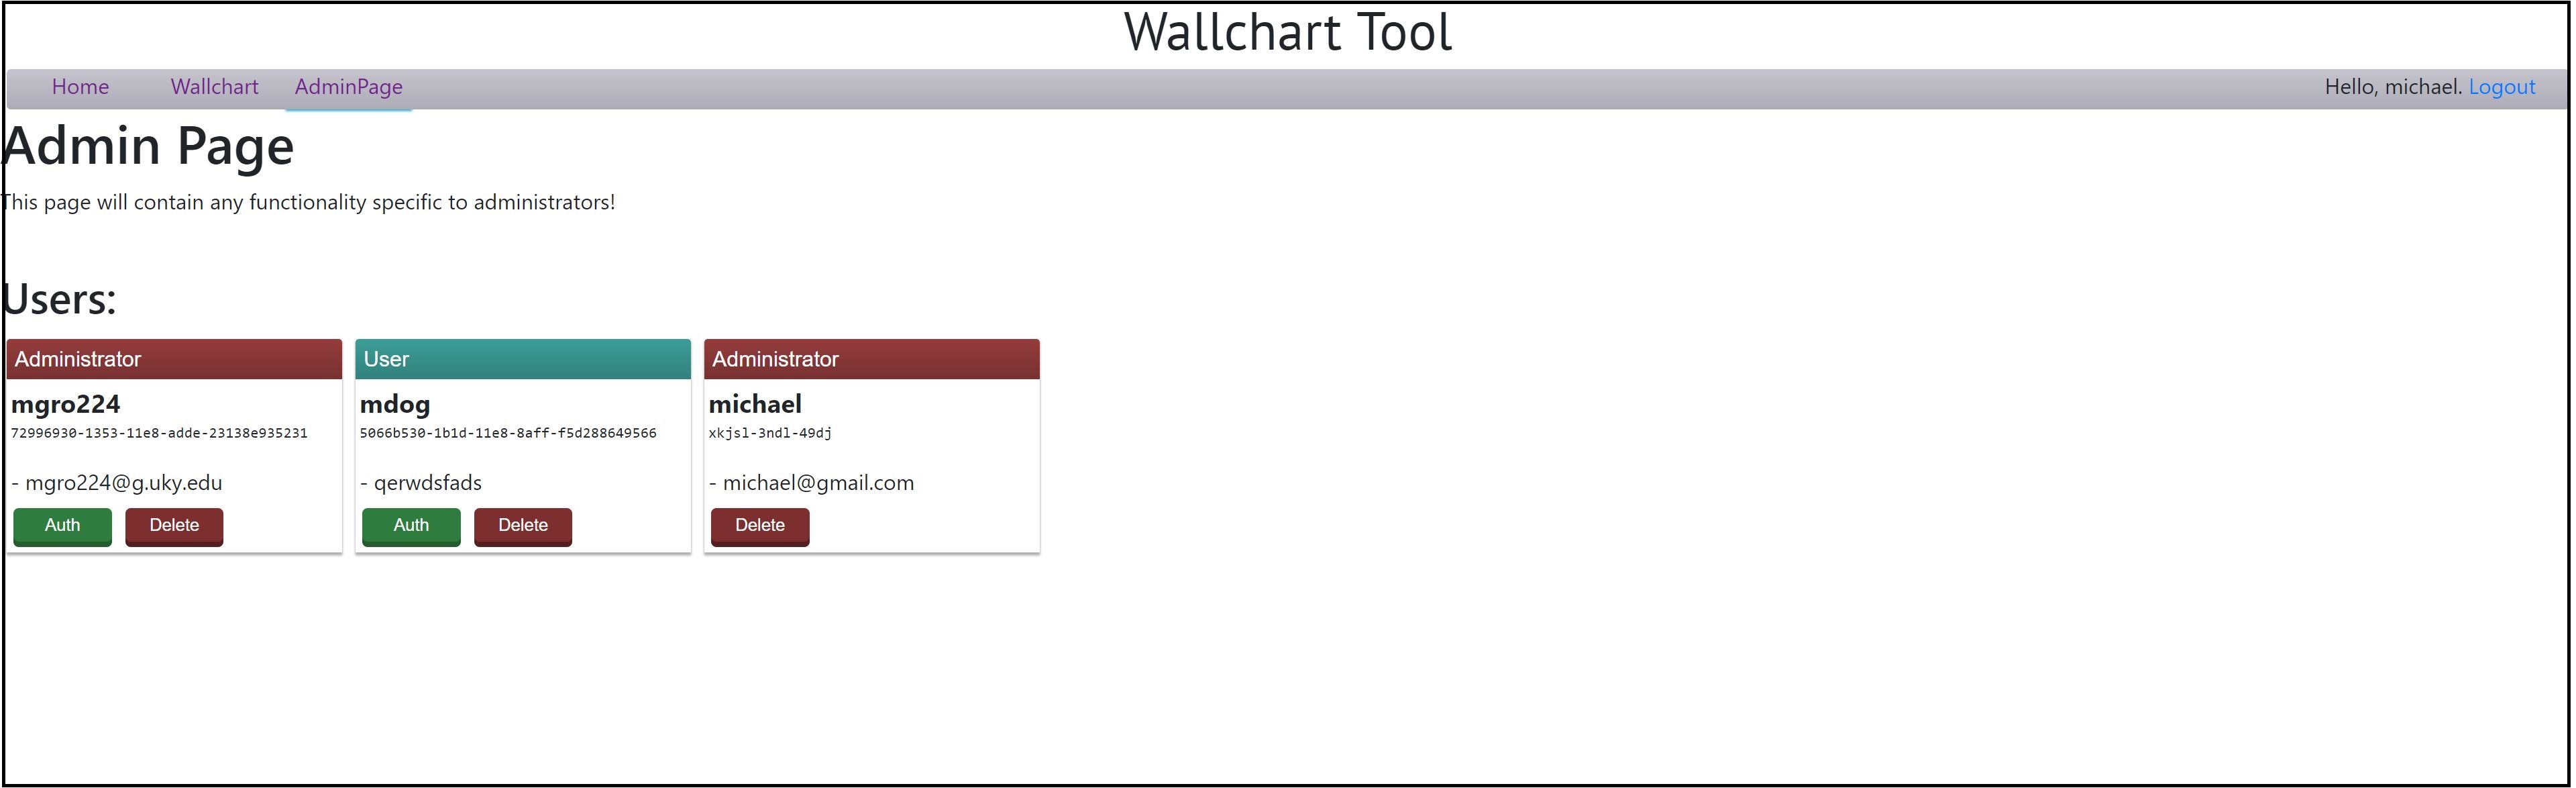 Wallchart Tool
Home Wallchart AdminPage Hello, michael. Logout
Admin Page
This page will contain any functionality specific to administrators!
Users:
Administrator
mgro224
72996930-1353-11e8-adde-23138e935231
- mgro224@g.uky.edu
Auth Delete
User
mdog
5066b530-1b1d-11e8-8aff-f5d288649566
- qerwdsfads
Auth Delete
Administrator
michael
xkjsl-3ndl-49dj
- michael@gmail.com
Delete